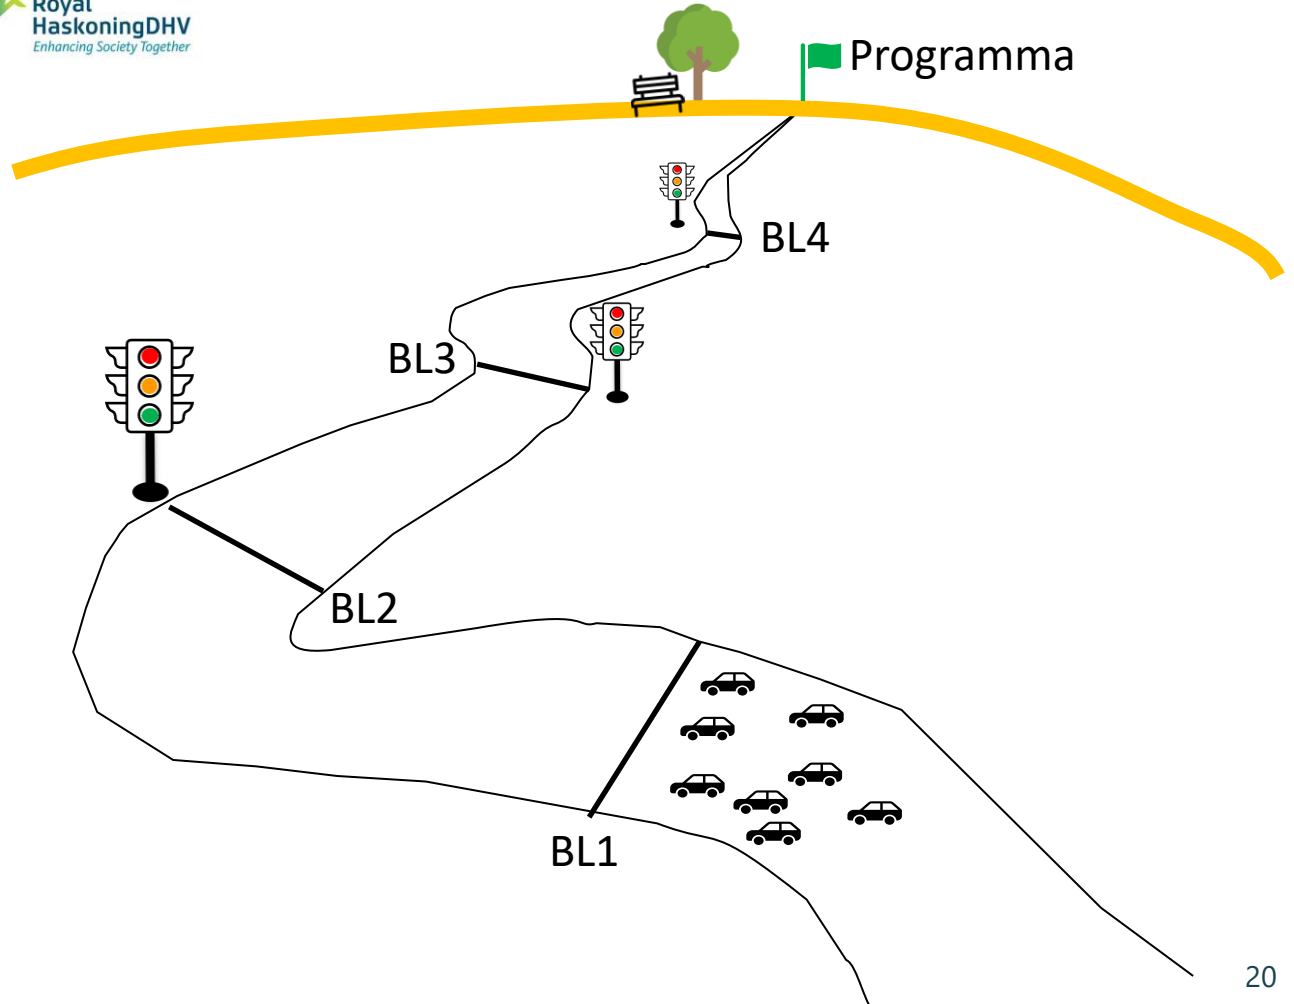 Royal
HaskoningDHV
Enhancing Society Together
Programma
BL4
BL3
BL2
BL1
20